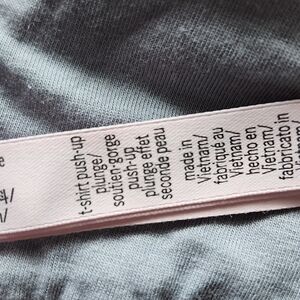 t-shirt push-up
plunge/
soutien-gorge
push-up
plunge effet
seconde peau
made in
Vietnam/
fabriqué au
Vietnam/
hecho en
Vietnam/
fabricado in